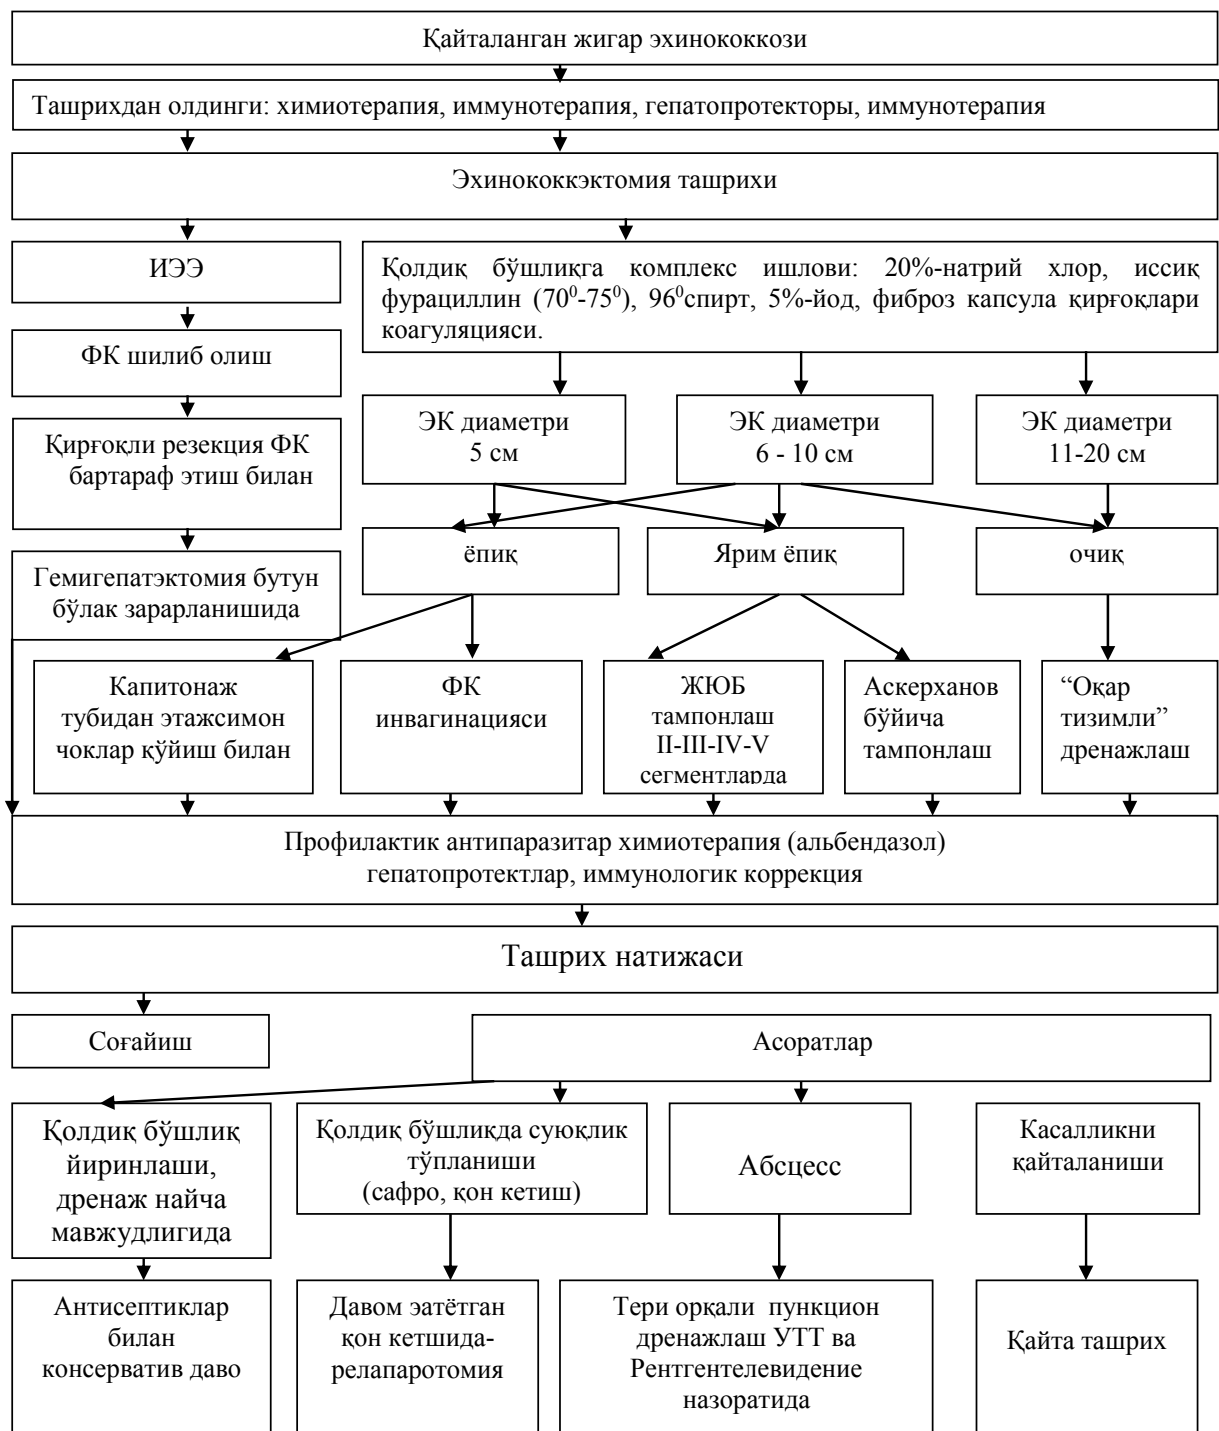 Қайталанган жигар эхинококкози
Ташрихдан олдинги: химиотерапия, иммунотерапия, гепатопротекторы, иммунотерапия
Эхинококкэктомия ташрихи
ИЭЭ
ФК шилиб олиш
Қирғоқли резекция ФК
бартараф этиш билан
Гемигепатэктомия бутун
бўлак зарарланишида
Қолдиқ бўшлиқга комплекс ишлови: 20%-натрий хлор, иссиқ
фурациллин (70⁰-75⁰), 96⁰спирт, 5%-йод, фиброз капсула қирғоқлари
коагуляцияси.
ЭК диаметри
5 см
ЭК диаметри
6 - 10 см
ЭК диаметри
11-20 см
ёпиқ
Ярим ёпиқ
очиқ
Капитонаж
тубидан этажсимон
чоклар қўйиш билан
ФК
инвагинацияси
ЖЮБ
тампонлаш
II-III-IV-V
сегментларда
Аскерханов
бўйича
тампонлаш
“Оқар
тизимли”
дренажлаш
Профилактик антипаразитар химиотерапия (альбендазол)
гепатопротектлар, иммунологик коррекция
Ташрих натижаси
Соғайиш
Асоратлар
Қолдиқ бўшлиқ
йиринлаши,
дренаж найча
мавжудлигида
Қолдиқ бўшлиқда суюқлик
тўпланиши
(сафро, қон кетиш)
Абсцесс
Касалликни
қайталаниши
Антисептиклар
билан
консерватив даво
Давом эатётган
қон кетшида-
релапаротомия
Тери орқали пункцион
дренажлаш УТТ ва
Рентгентелевидение
назоратида
Қайта ташрих